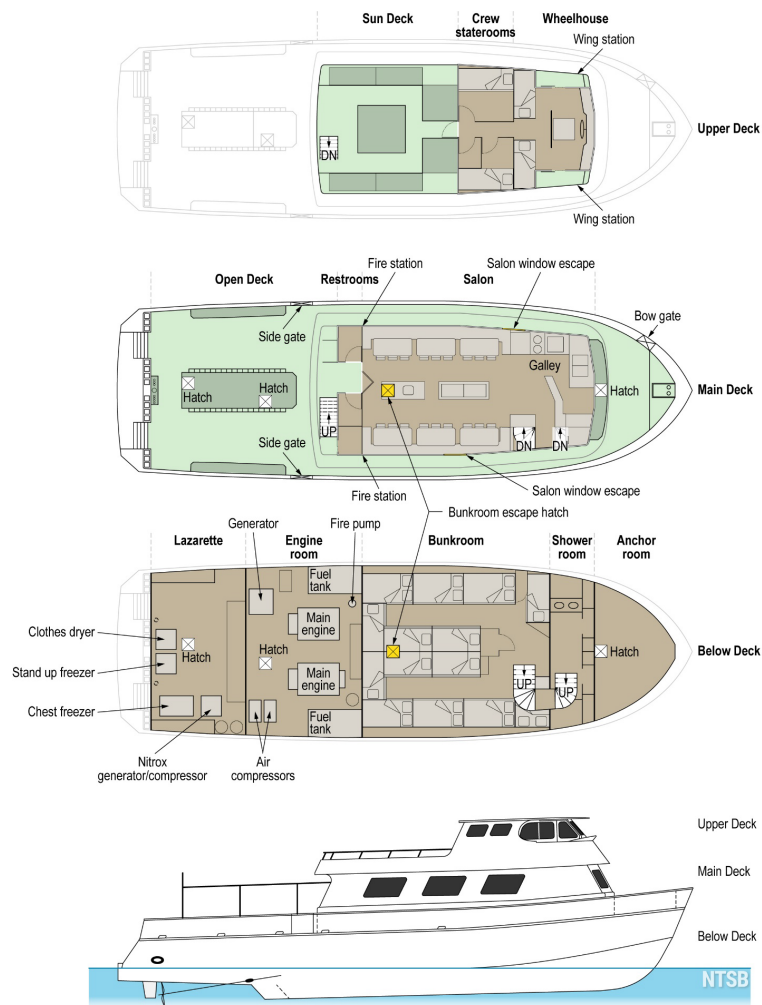 Sun Deck
Crew
staterooms
Wheelhouse
Wing station
DN
Upper Deck
Wing station
Fire station
Salon window escape
Open Deck
Restrooms
Salon
Bow gate
Side gate
Galley
Hatch
Hatch
Hatch
Main Deck
UP
DN
DN
Side gate
Fire station
Salon window escape
Bunkroom escape hatch
Generator
Fire pump
Lazarette
Engine
room
Bunkroom
Shower
room
Anchor
room
Fuel
tank
Main
engine
Clothes dryer
Hatch
Hatch
Hatch
Below Deck
Stand up freezer
Main
engine
UP
UP
Chest freezer
Fuel
tank
Nitrox
generator/compressor
Air
compressors
Upper Deck
Main Deck
Below Deck
NTSB